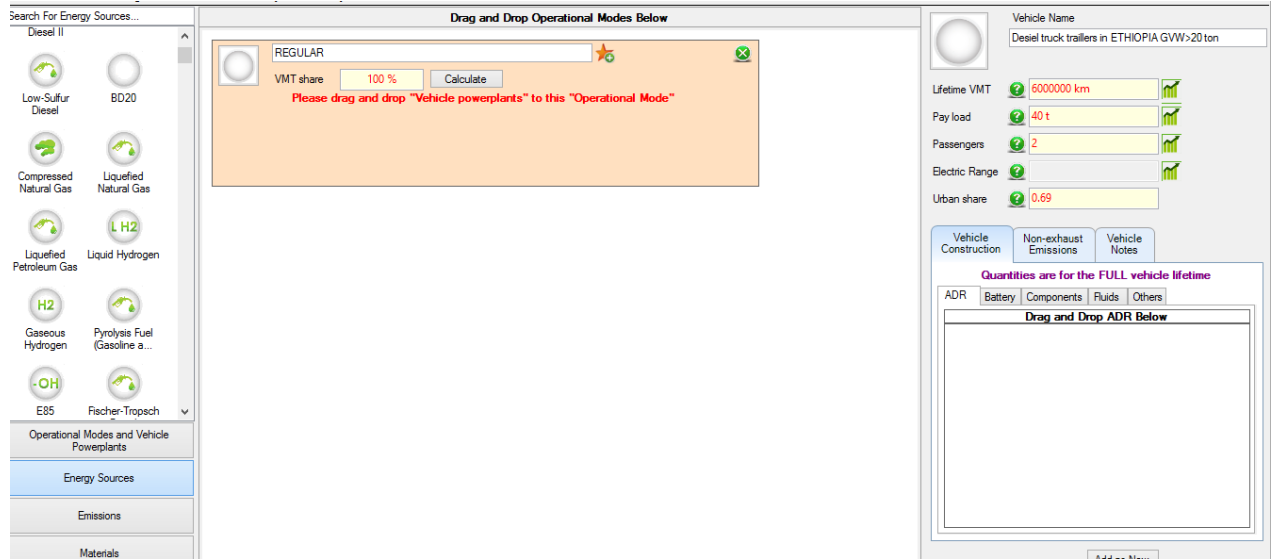 Search For Energy Sources...
Diesel II
Low-Sulfur
Diesel
BD20
Compressed
Natural Gas
Liquefied
Natural Gas
Liquefied
Petroleum Gas
L H2
Liquid Hydrogen
H2
Gaseous
Hydrogen
Pyrolysis Fuel
(Gasoline a...
-OH
E85
Fischer-Tropsch
Operational Modes and Vehicle
Powerplants
Energy Sources
Emissions
Materials
Drag and Drop Operational Modes Below
REGULAR
VMT share 100 % Calculate
Please drag and drop "Vehicle powerplants" to this "Operational Mode"
Vehicle Name
Desiel truck traillers in ETHIOPIA GVW>20 ton
Lifetime VMT ? 6000000 km
Pay load ? 40 t
Passengers ? 2
Electric Range ?
Urban share ? 0.69
Vehicle
Construction
Non-exhaust
Emissions
Vehicle
Notes
Quantities are for the FULL vehicle lifetime
ADR Battery Components Fluids Others
Drag and Drop ADR Below
Add as New